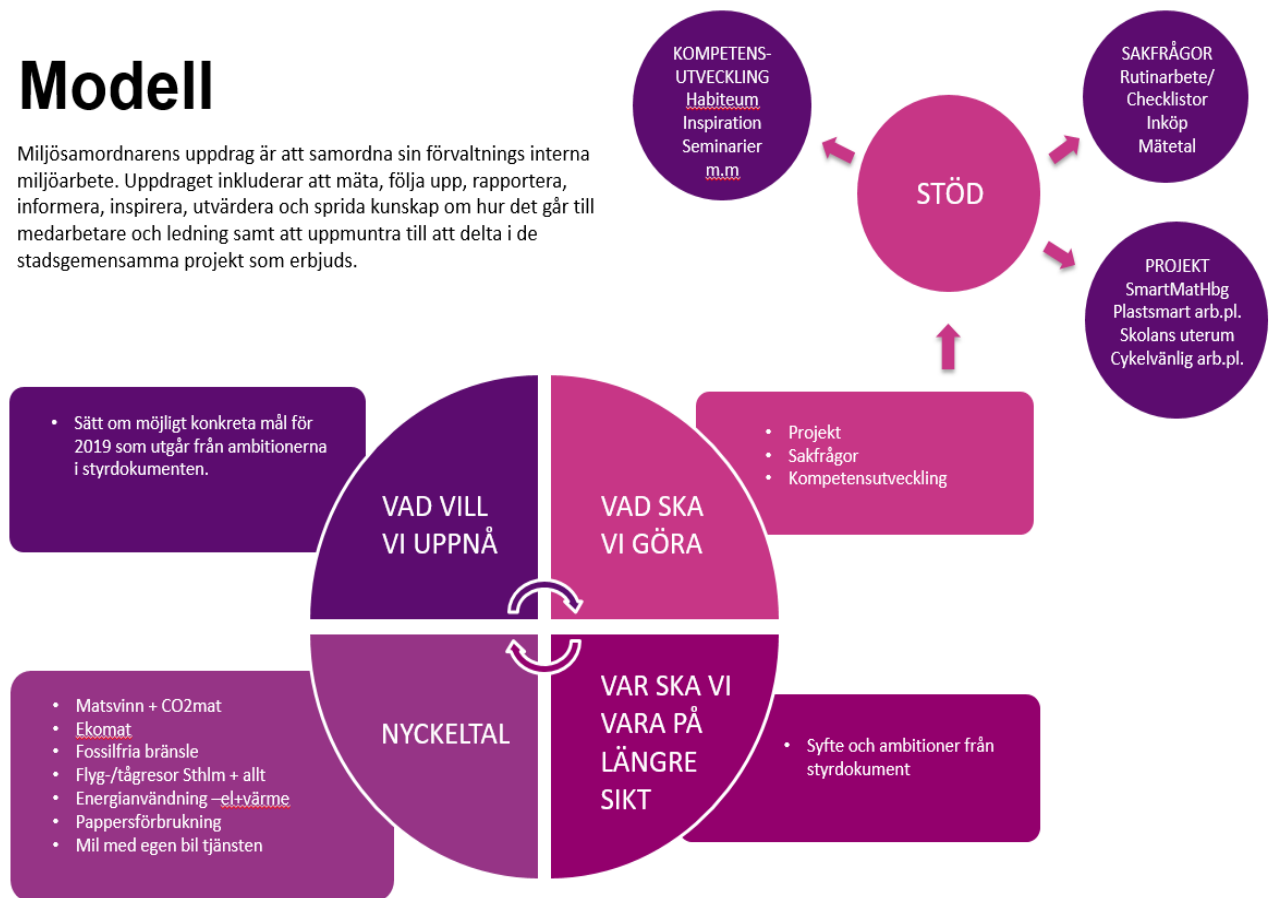 Modell
Miljösamordnarens uppdrag är att samordna sin förvaltnings interna
miljöarbete. Uppdraget inkluderar att mäta, följa upp, rapportera,
informera, inspirera, utvärdera och sprida kunskap om hur det går till
medarbetare och ledning samt att uppmuntra till att delta i de
stadsgemensamma projekt som erbjuds.
KOMPETENS-
UTVECKLING
Habiteum
Inspiration
Seminarier
m.m
STÖD
SAKFRÅGOR
Rutinarbete/
Checklistor
Inköp
Mätetal
PROJEKT
SmartMatHbg
Plastsmart arb.pl.
Skolans uterum
Cykelvänlig arb.pl.
• Sätt om möjligt konkreta mål för
2019 som utgår från ambitionerna
i styrdokumenten.
VAD VILL
VI UPPNÅ
VAD SKA
VI GÖRA
• Projekt
• Sakfrågor
• Kompetensutveckling
• Matsvinn + CO2mat
• Ekomat
• Fossilfria bränsle
• Flyg-/tågresor Sthlm + allt
• Energianvändning –el+värme
• Pappersförbrukning
• Mil med egen bil tjänsten
NYCKELTAL
VAR SKA VI
VARA PÅ
LÄNGRE
SIKT
• Syfte och ambitioner från
styrdokument